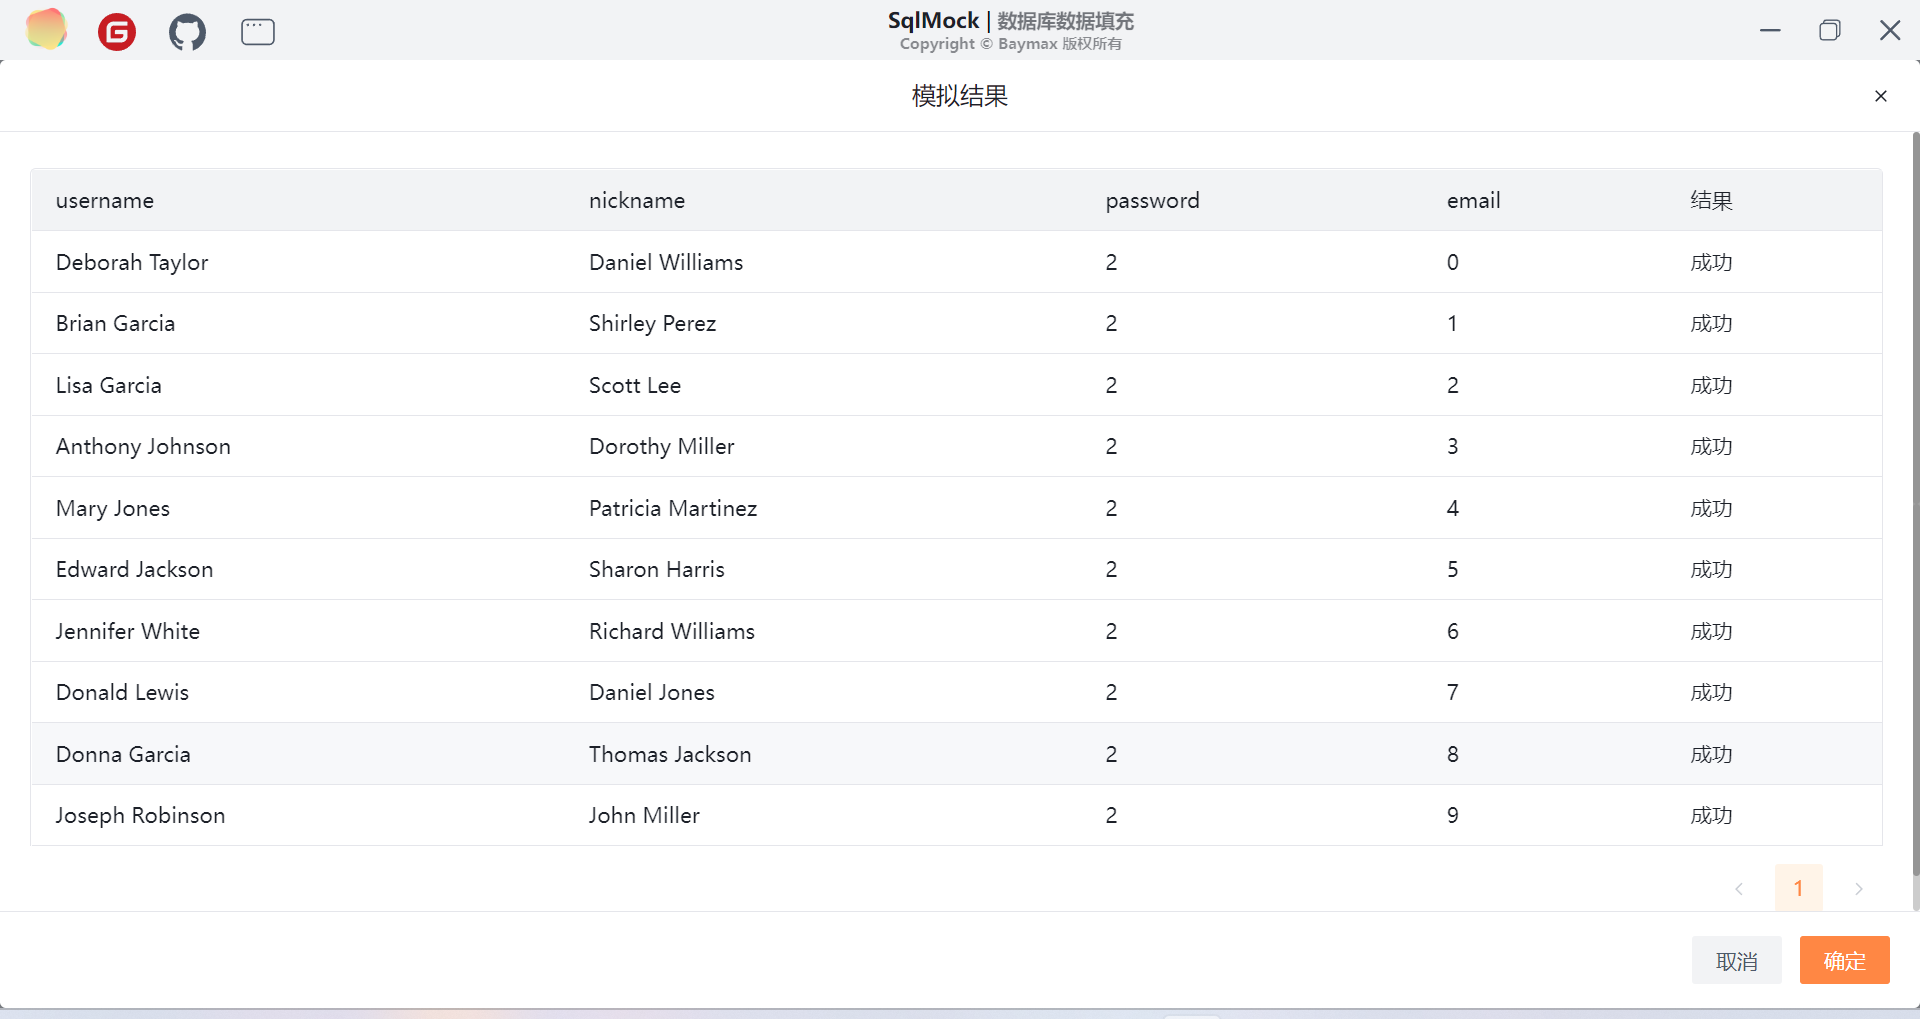 SqlMock | 数据库数据填充
Copyright © Baymax 版权所有
模拟结果
username nickname password email 结果
Deborah Taylor Daniel Williams 2 0 成功
Brian Garcia Shirley Perez 2 1 成功
Lisa Garcia Scott Lee 2 2 成功
Anthony Johnson Dorothy Miller 2 3 成功
Mary Jones Patricia Martinez 2 4 成功
Edward Jackson Sharon Harris 2 5 成功
Jennifer White Richard Williams 2 6 成功
Donald Lewis Daniel Jones 2 7 成功
Donna Garcia Thomas Jackson 2 8 成功
Joseph Robinson John Miller 2 9 成功
1
取消 确定